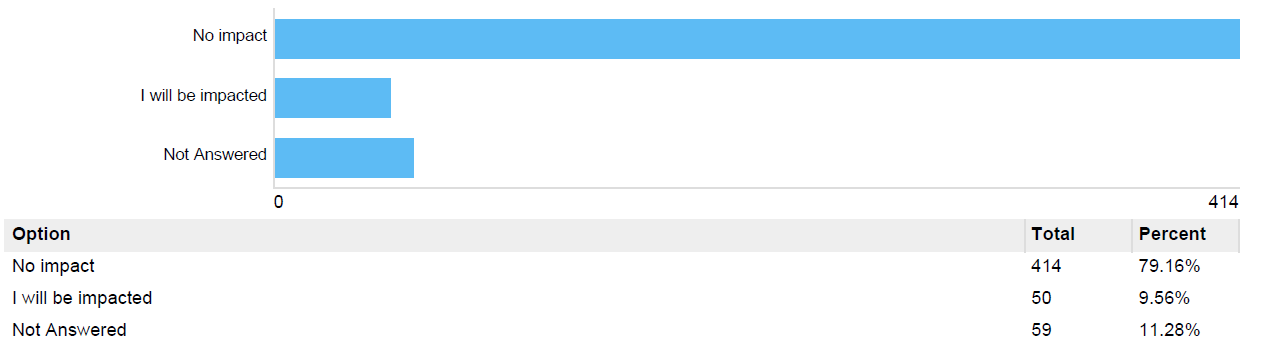 No impact
I will be impacted
Not Answered
0 414
Option Total Percent
No impact 414 79.16%
I will be impacted 50 9.56%
Not Answered 59 11.28%